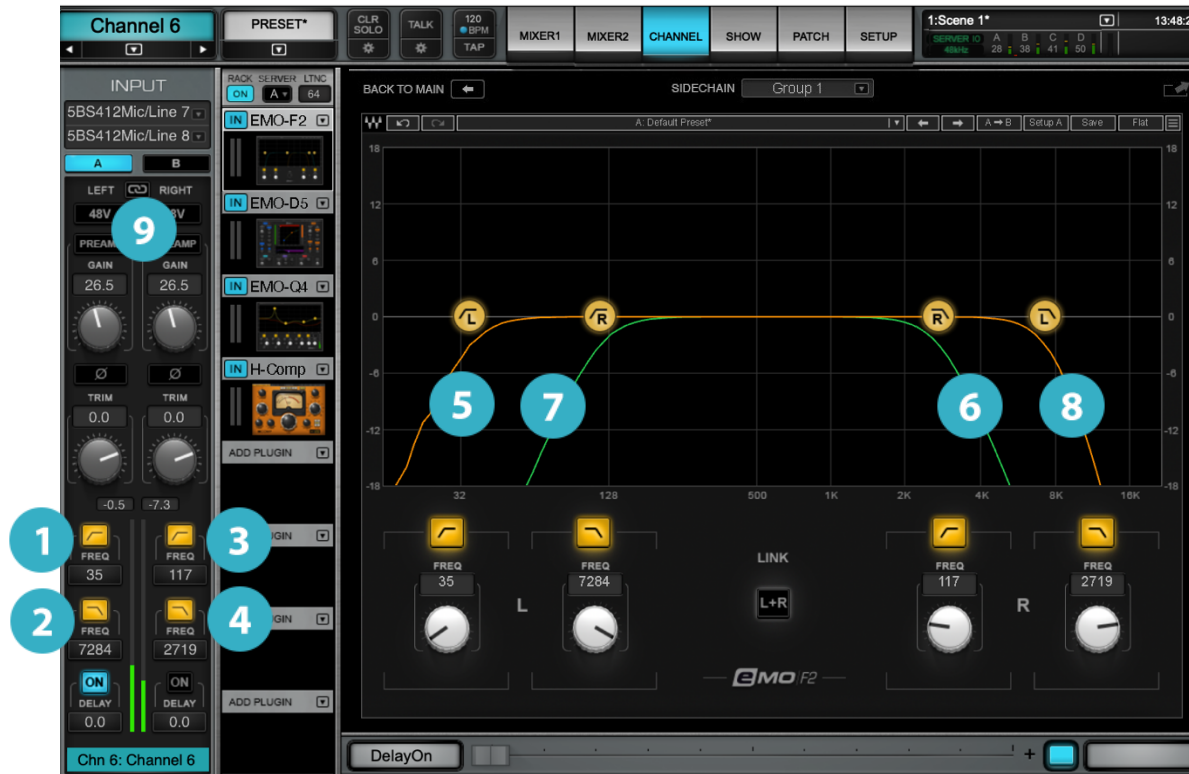 Channel 6
PRESET*
CLR SOLO
TALK
120 BPM
TAP
MIXER1
MIXER2
CHANNEL
SHOW
PATCH
SETUP
1:Scene 1*
13:48:2
SERVER IO A B C D
48kHz 28 38 41 50
INPUT
5BS412Mic/Line 7
5BS412Mic/Line 8
A B
LEFT RIGHT
48V 8V
9
PREAM AMP
GAIN GAIN
26.5 26.5
Ø Ø
TRIM TRIM
0.0 0.0
-0.5 -7.3
1
3
FREQ FREQ
35 117
2
4
FREQ FREQ
7284 2719
ON ON
DELAY DELAY
0.0 0.0
Chn 6: Channel 6
RACK SERVER LTNC
ON A 64
IN EMO-F2
IN EMO-D5
IN EMO-Q4
IN H-Comp
ADD PLUGIN
GIN
GIN
ADD PLUGIN
BACK TO MAIN
SIDECHAIN Group 1
A: Default Preset*
A B Setup A Save Flat
18 18
12 12
6 6
0 0
-6 -6
-12 -12
-18 -18
L R R L
5 7 6 8
32 128 500 1K 2K 4K 8K 16K
FREQ FREQ LINK FREQ FREQ
35 7284 117 2719
L L+R R
eMO F2
DelayOn
+